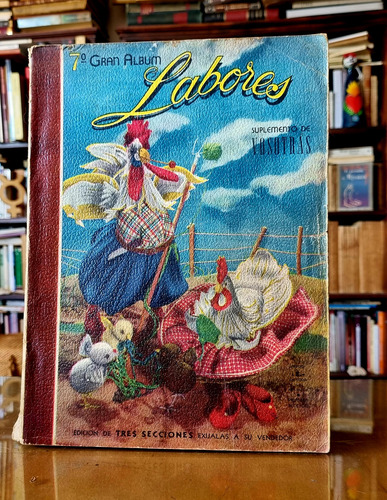 7º GRAN ALBUM
Labores
SUPLEMENTO DE
VOSOTRAS
EDICION DE TRES SECCIONES EXIJALAS A SU VENDEDOR